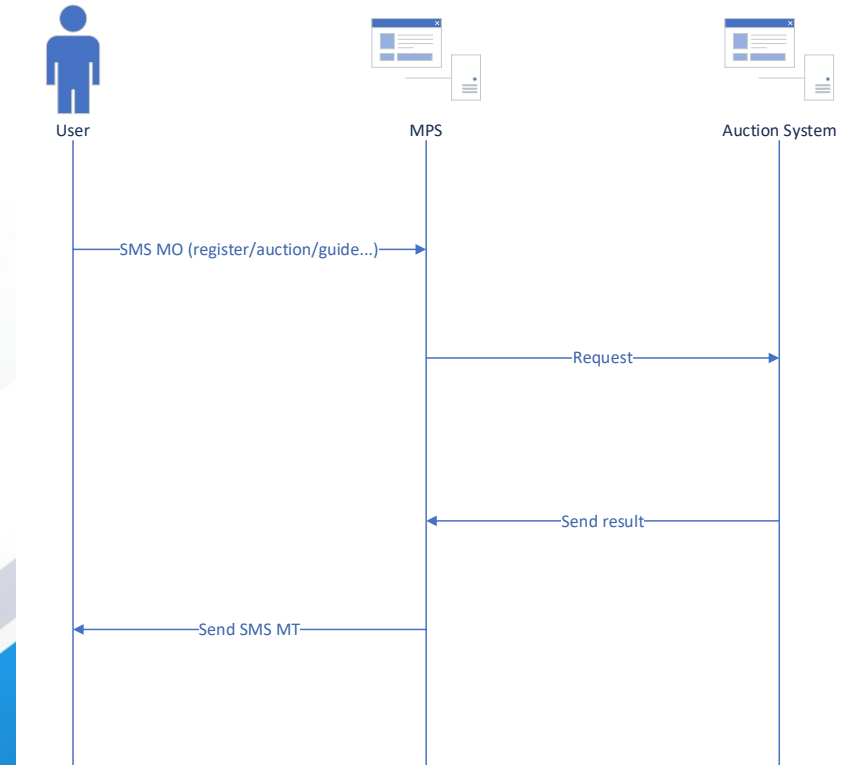 User
MPS
Auction System
SMS MO (register/auction/guide...)
Request
Send result
Send SMS MT